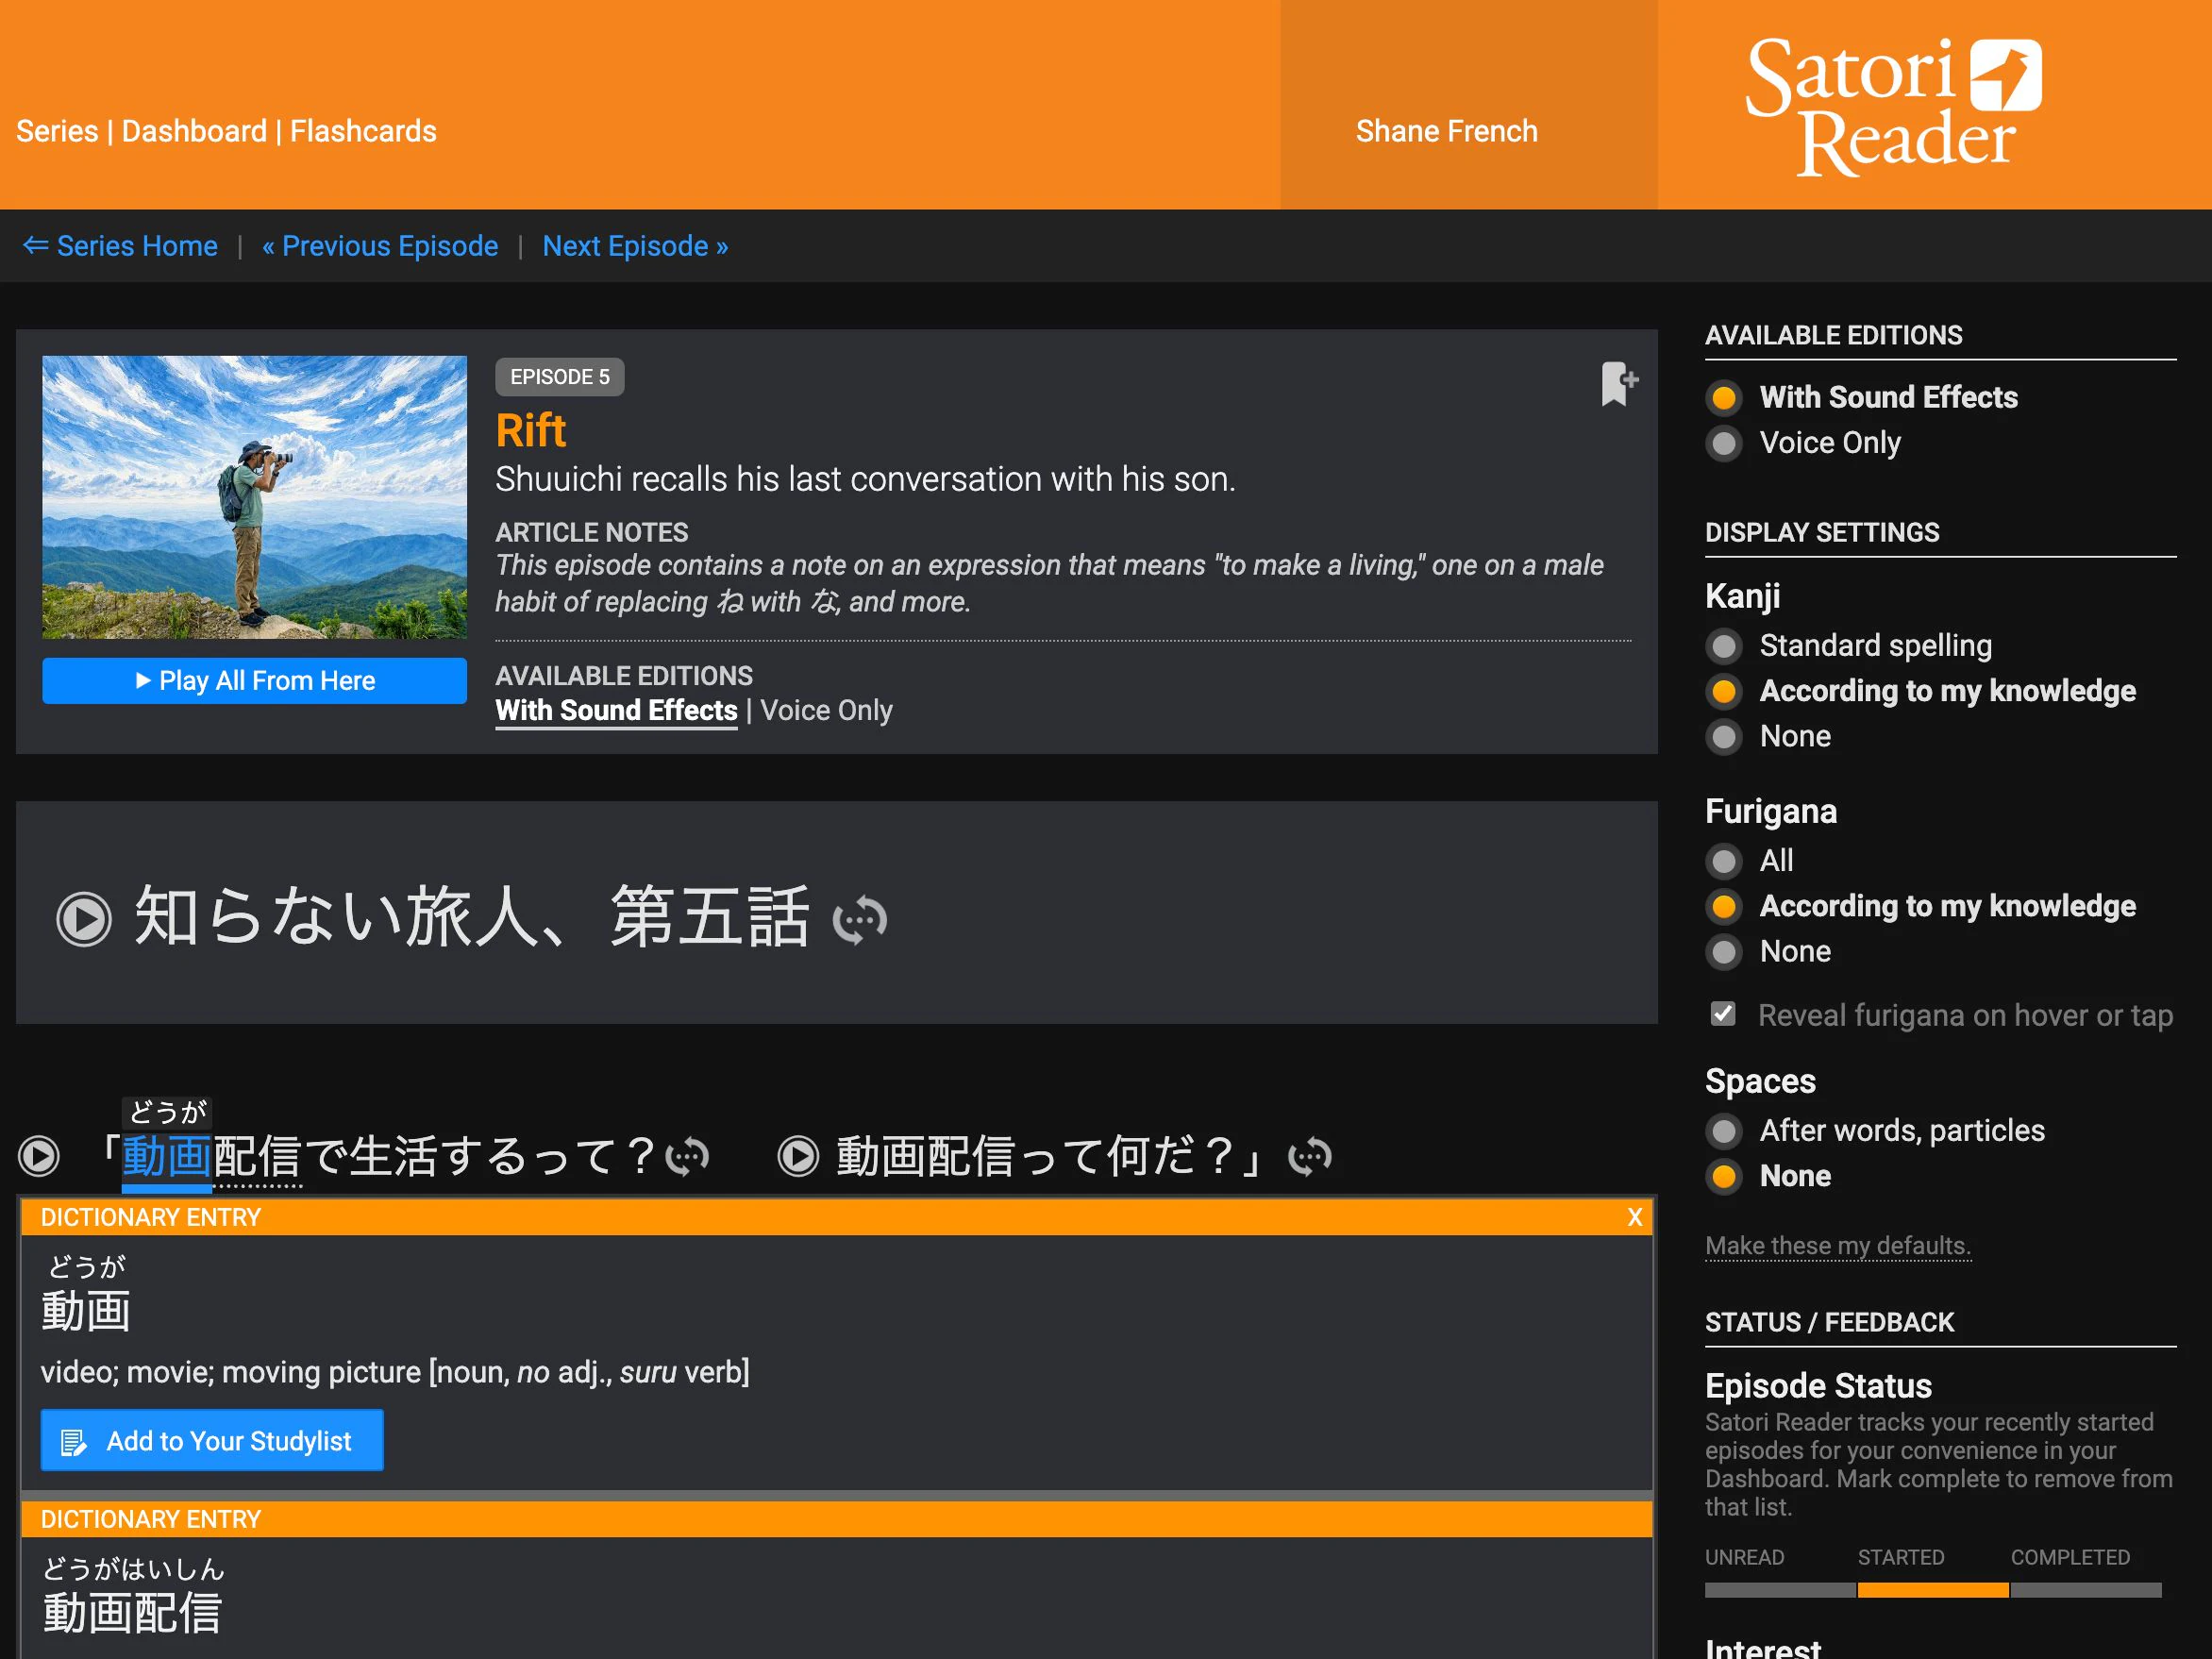 Series | Dashboard | Flashcards
Shane French
Satori
Reader
⇐ Series Home | « Previous Episode | Next Episode »
EPISODE 5
Rift
Shuuichi recalls his last conversation with his son.
ARTICLE NOTES
This episode contains a note on an expression that means "to make a living," one on a male
habit of replacing ね with な, and more.
▶ Play All From Here
AVAILABLE EDITIONS
With Sound Effects | Voice Only
知らない旅人、第五話
どうが
「動画配信で生活するって？ 動画配信って何だ？」
DICTIONARY ENTRY X
どうが
動画
video; movie; moving picture [noun, no adj., suru verb]
Add to Your Studylist
DICTIONARY ENTRY
どうがはいしん
動画配信
AVAILABLE EDITIONS
With Sound Effects
Voice Only
DISPLAY SETTINGS
Kanji
Standard spelling
According to my knowledge
None
Furigana
All
According to my knowledge
None
Reveal furigana on hover or tap
Spaces
After words, particles
None
Make these my defaults.
STATUS / FEEDBACK
Episode Status
Satori Reader tracks your recently started
episodes for your convenience in your
Dashboard. Mark complete to remove from
that list.
UNREAD STARTED COMPLETED
Interest